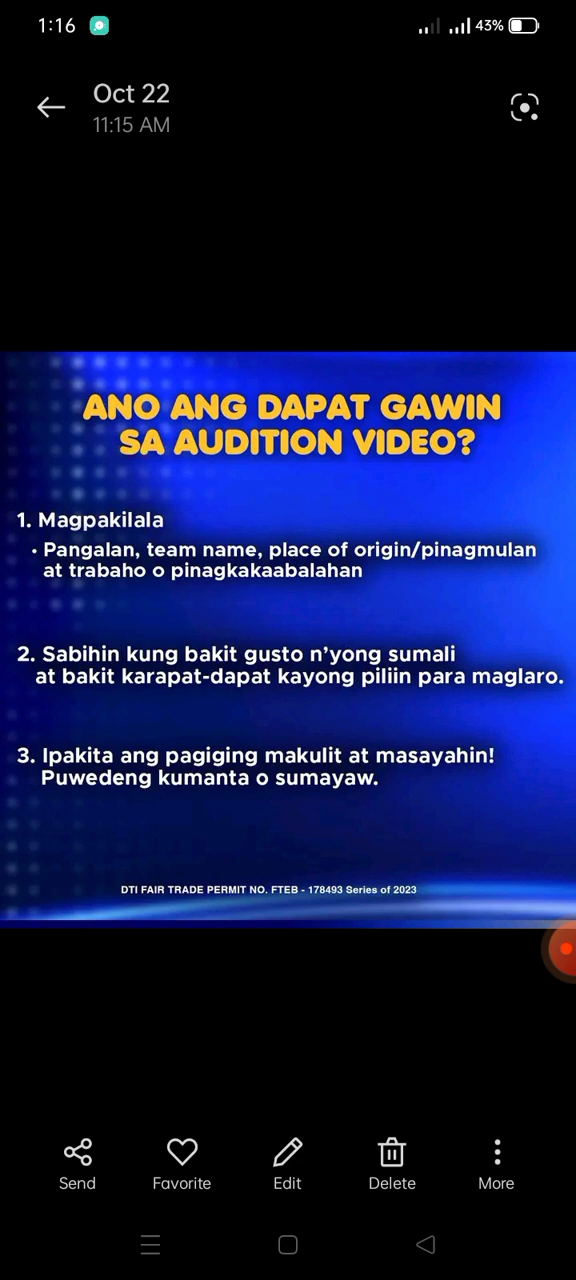 1:16
43%
Oct 22
11:15 AM
ANO ANG DAPAT GAWIN
SA AUDITION VIDEO?
1. Magpakilala
• Pangalan, team name, place of origin/pinagmulan
at trabaho o pinagkakaabalahan
2. Sabihin kung bakit gusto n'yong sumali
at bakit karapat-dapat kayong piliin para maglaro.
3. Ipakita ang pagiging makulit at masayahin!
Puwedeng kumanta o sumayaw.
DTI FAIR TRADE PERMIT NO. FTEB - 178493 Series of 2023
Send
Favorite
Edit
Delete
More